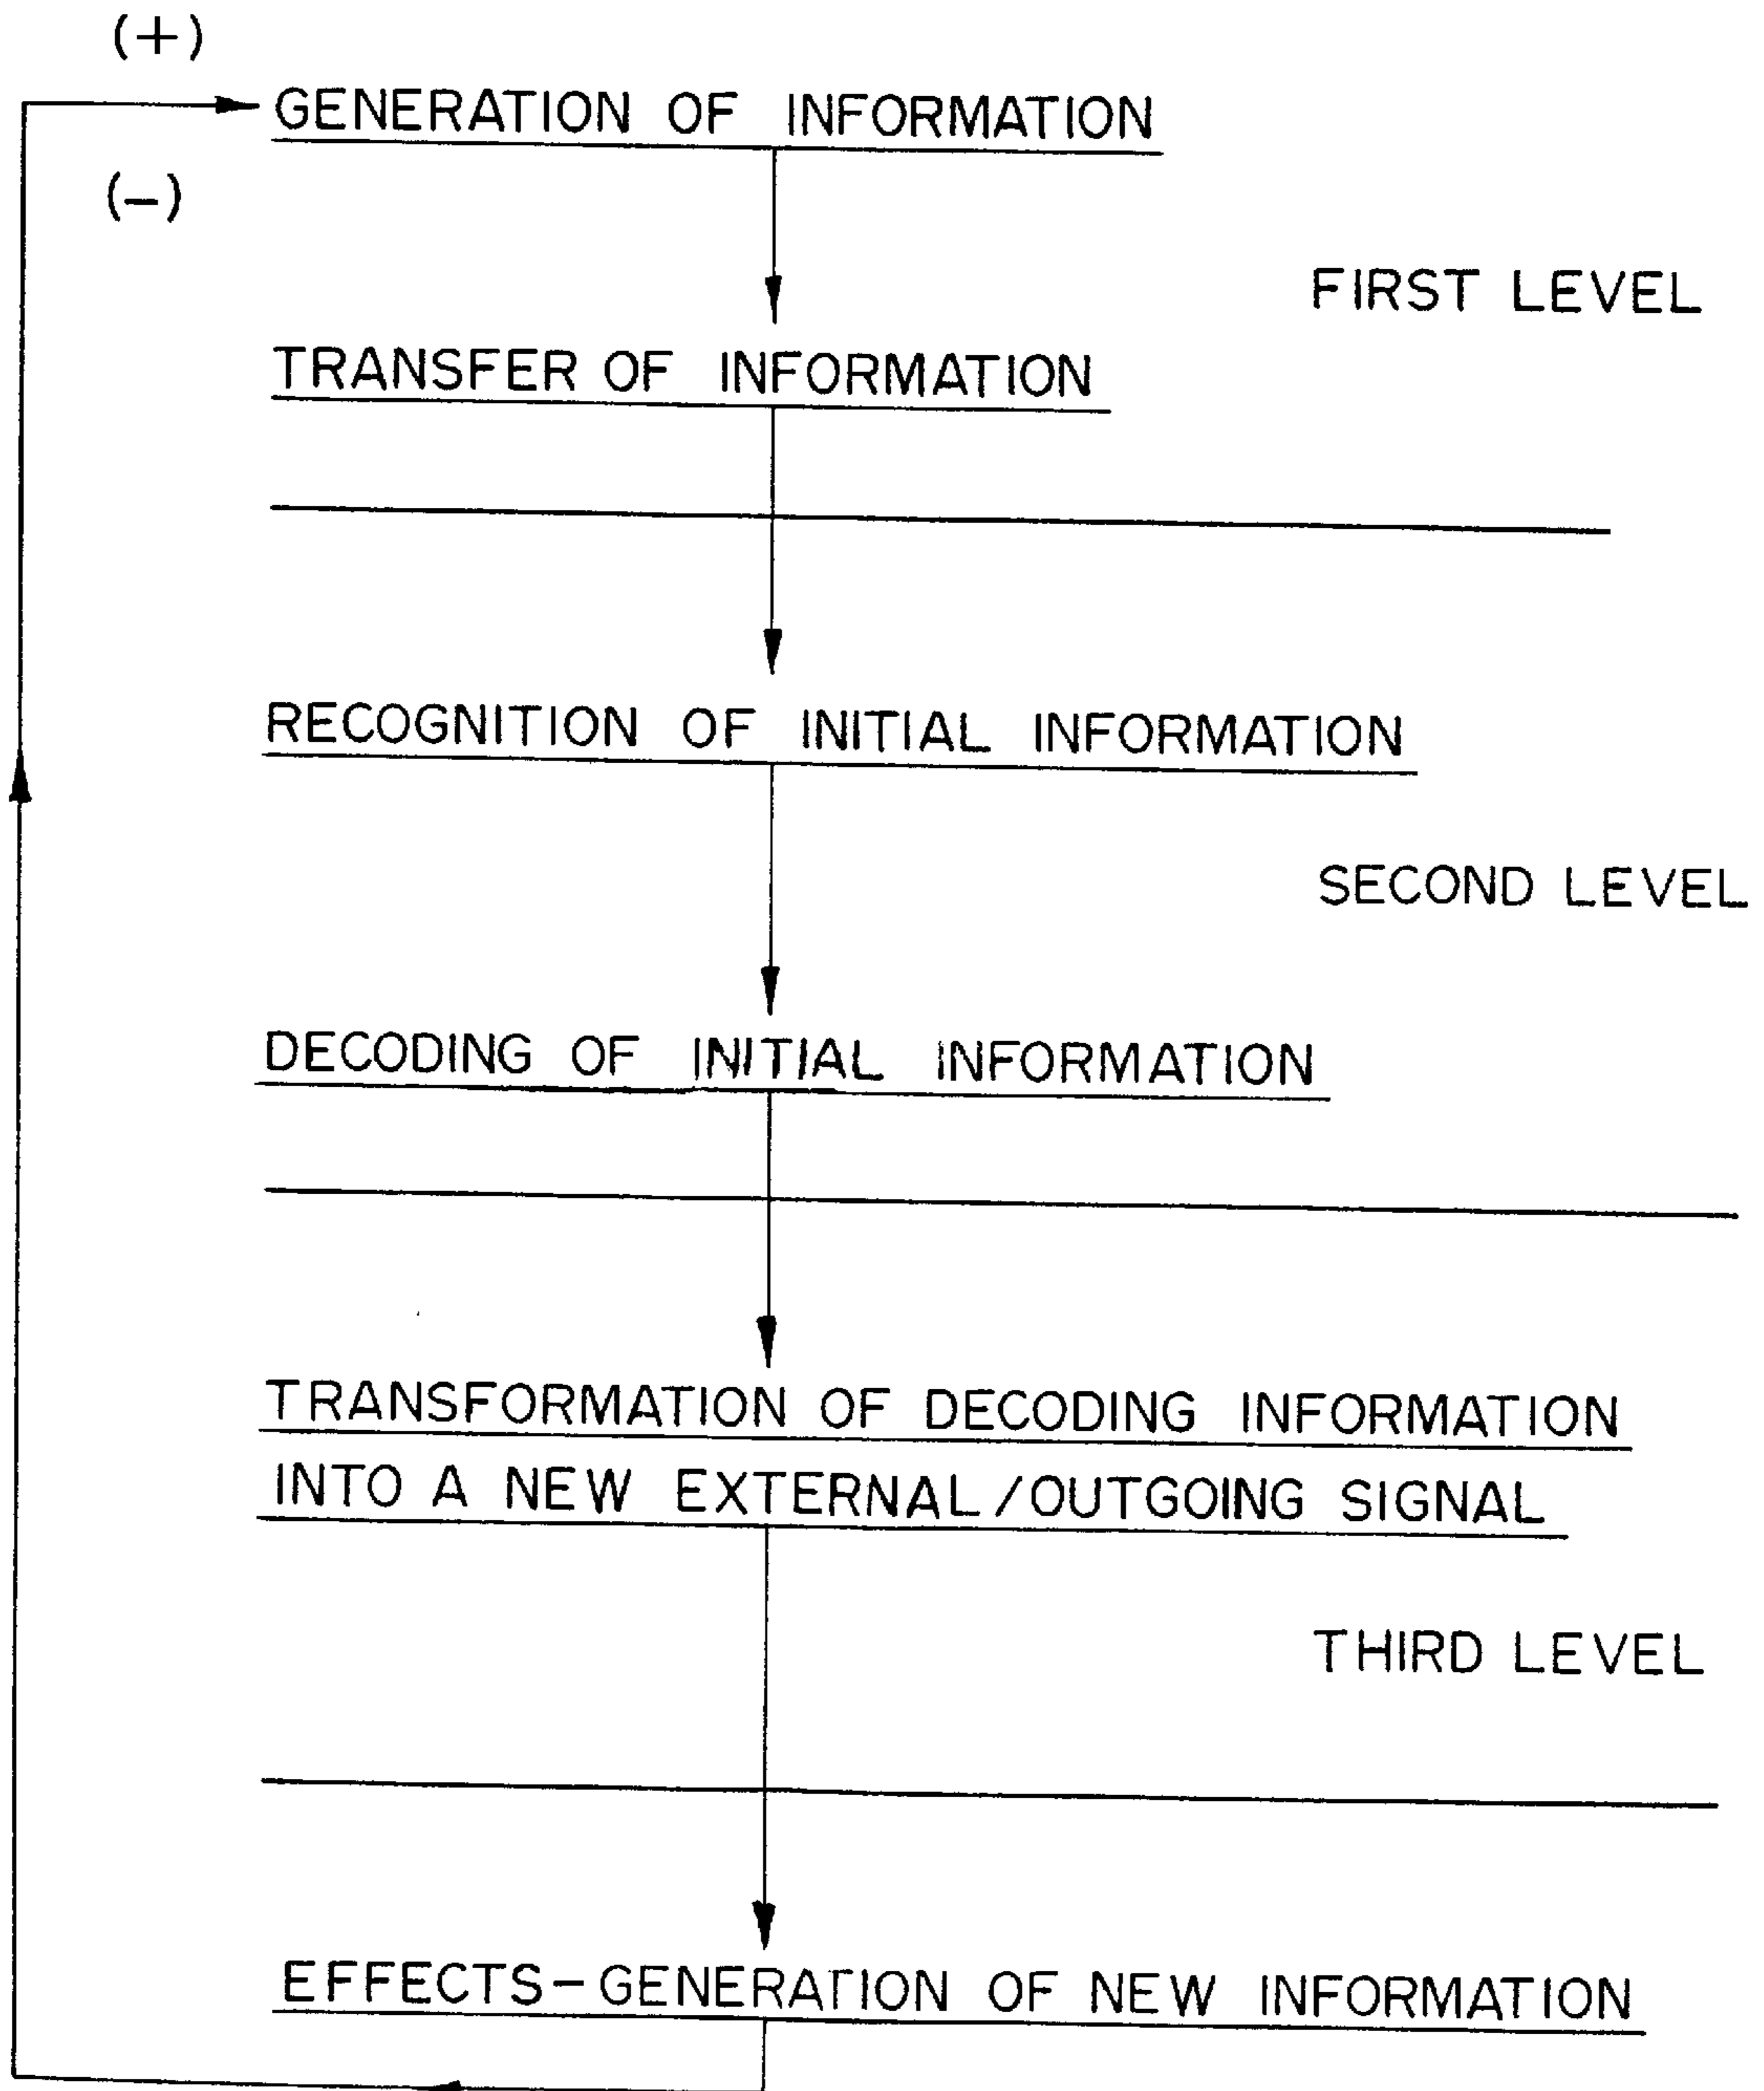 (+)
GENERATION OF INFORMATION
(-)
FIRST LEVEL
TRANSFER OF INFORMATION
RECOGNITION OF INITIAL INFORMATION
SECOND LEVEL
DECODING OF INITIAL INFORMATION
TRANSFORMATION OF DECODING INFORMATION
INTO A NEW EXTERNAL/OUTGOING SIGNAL
THIRD LEVEL
EFFECTS-GENERATION OF NEW INFORMATION